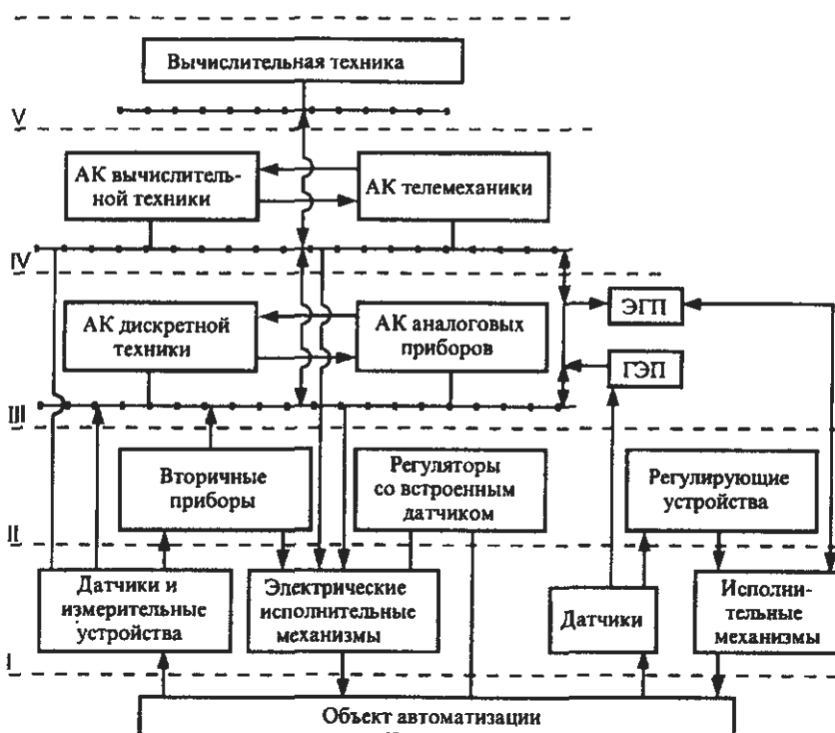 Вычислительная техника
V
АК вычислитель-
ной техники
АК телемеханики
IV
АК дискретной
техники
АК аналоговых
приборов
ЭГП
ГЭП
III
Вторичные
приборы
Регуляторы
со встроенным
датчиком
Регулирующие
устройства
II
Датчики и
измерительные
устройства
Электрические
исполнительные
механизмы
Датчики
Исполни-
тельные
механизмы
I
Объект автоматизации